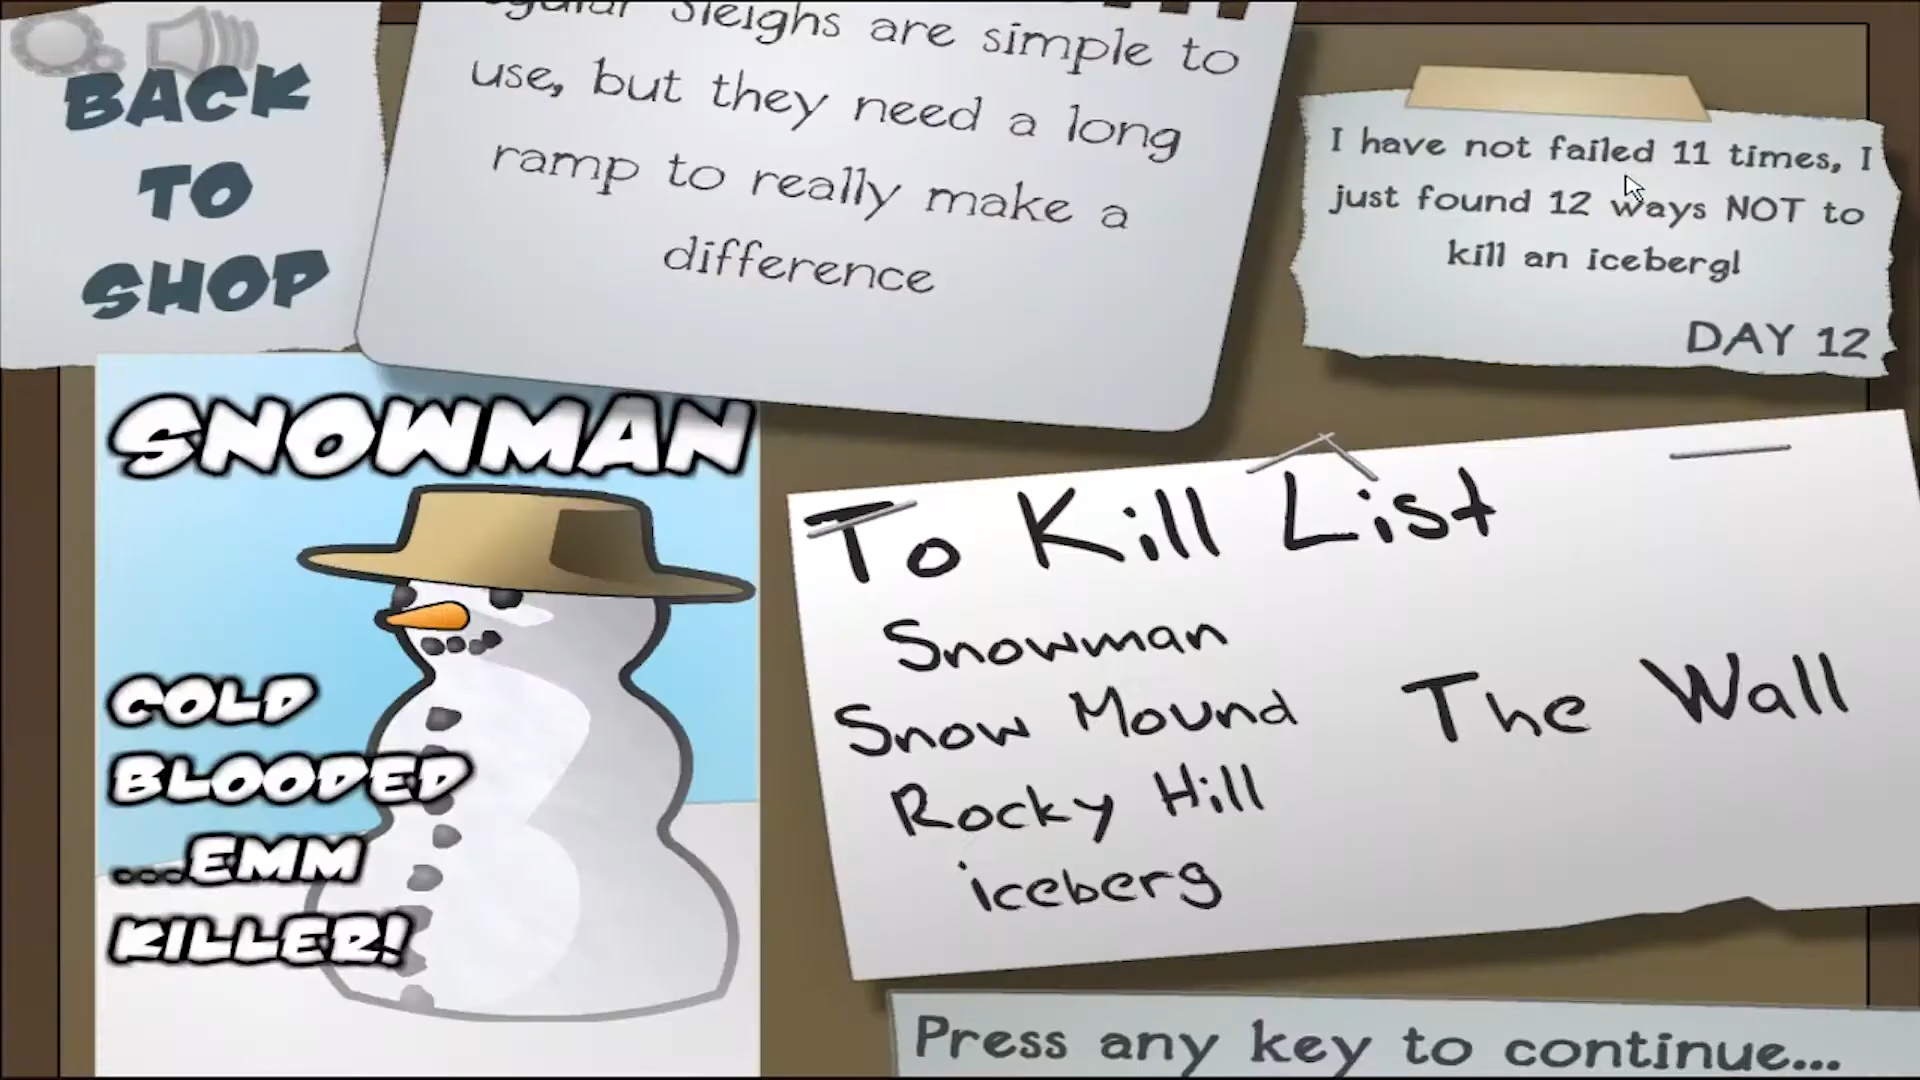 BACK
TO
SHOP
Sleighs are simple to
use, but they need a long
ramp to really make a
difference
I have not failed 11 times, I
just found 12 ways NOT to
kill an iceberg!
DAY 12
SNOWMAN
COLD
BLOODED
...EMM
KILLER!
To Kill List
Snowman
Snow Mound
The Wall
Rocky Hill
iceberg
Press any key to continue...